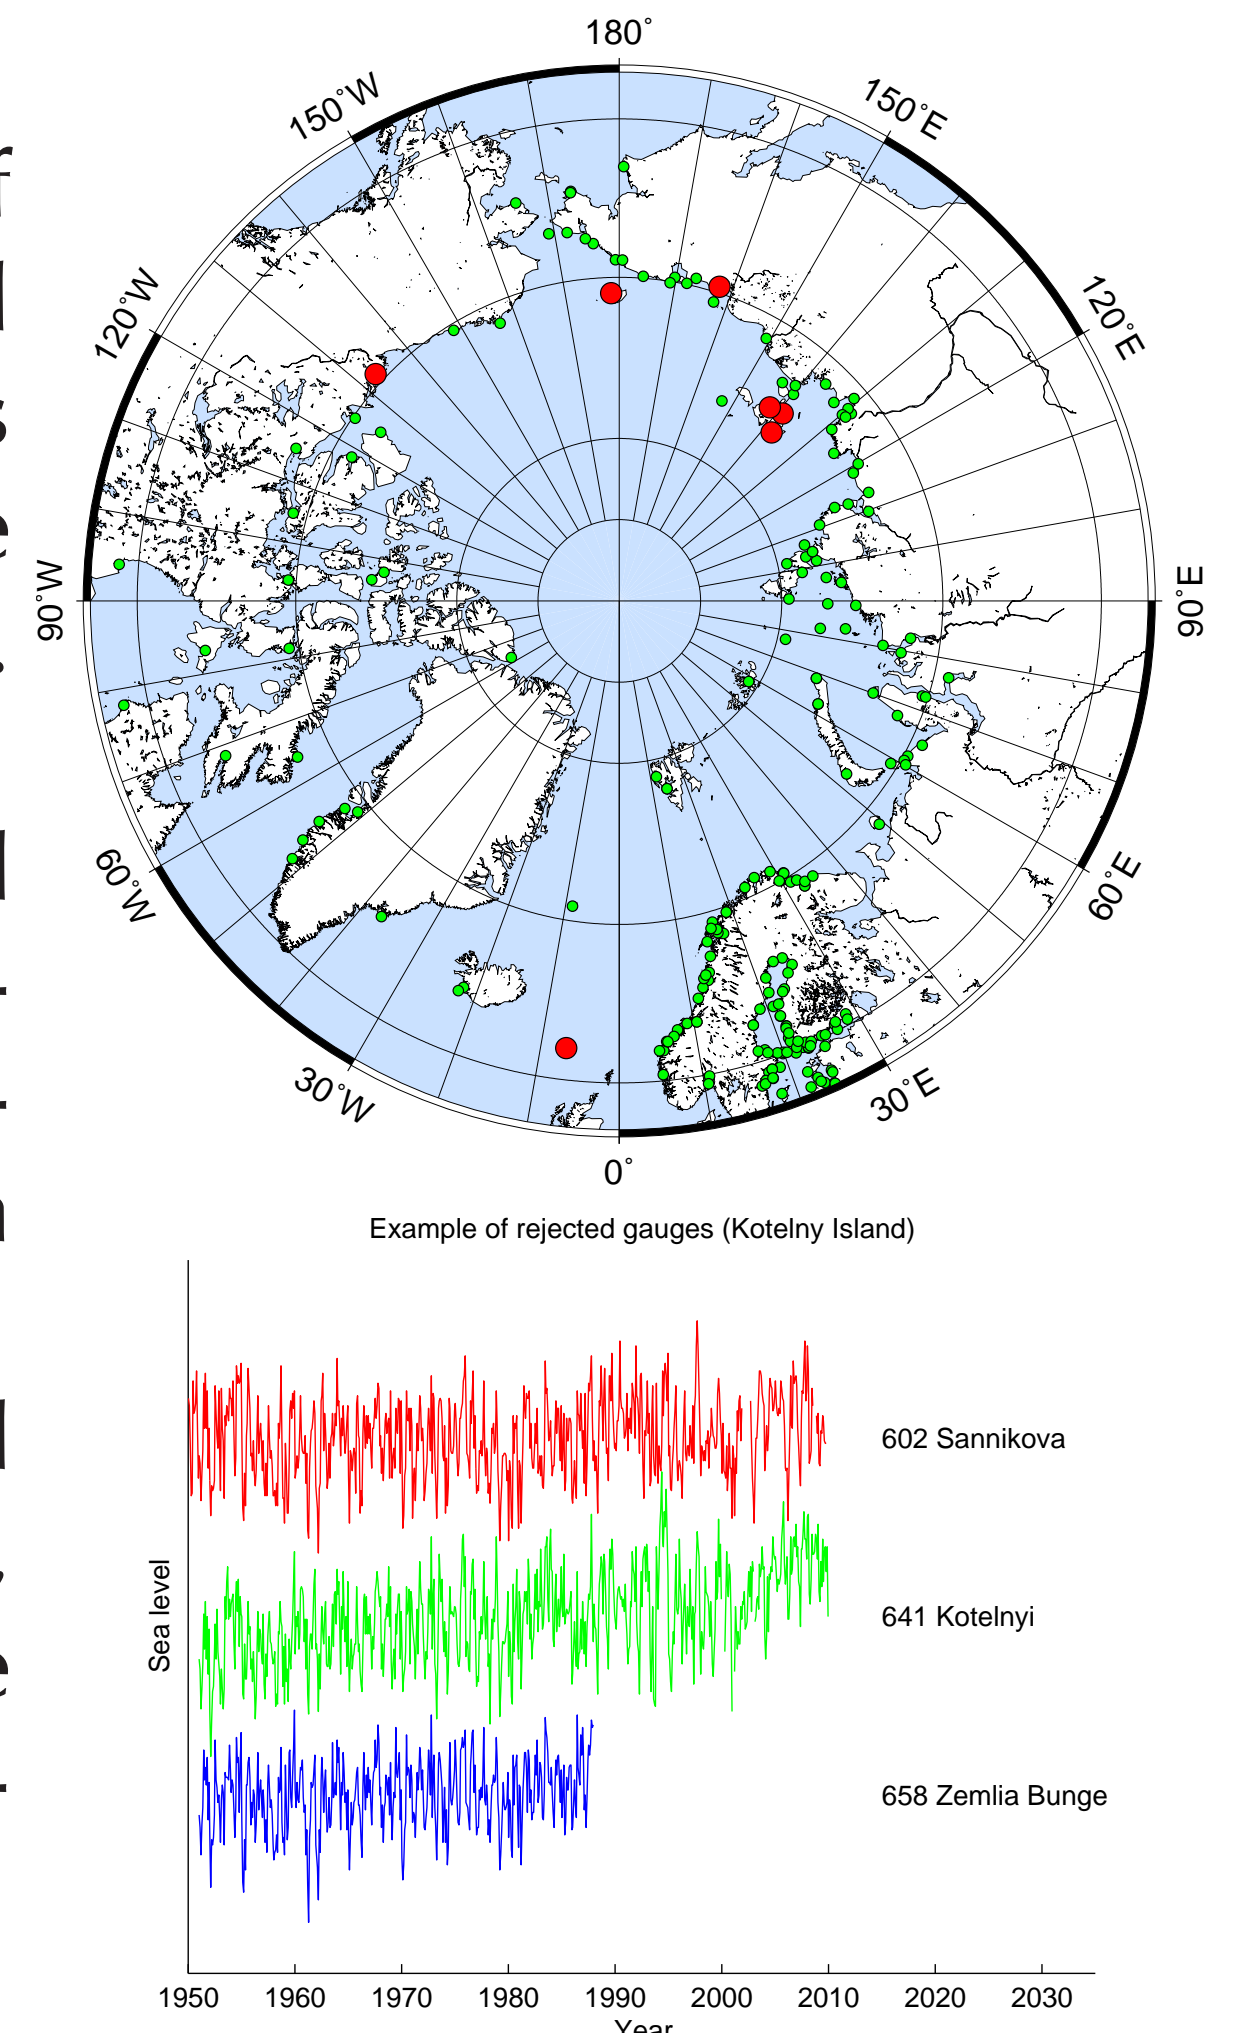 180°
150°W
150°E
120°W
120°E
90°W
90°E
60°W
60°E
30°W
30°E
0°
Example of rejected gauges (Kotelny Island)
602 Sannikova
641 Kotelnyi
Sea level
658 Zemlia Bunge
1950 1960 1970 1980 1990 2000 2010 2020 2030
Year